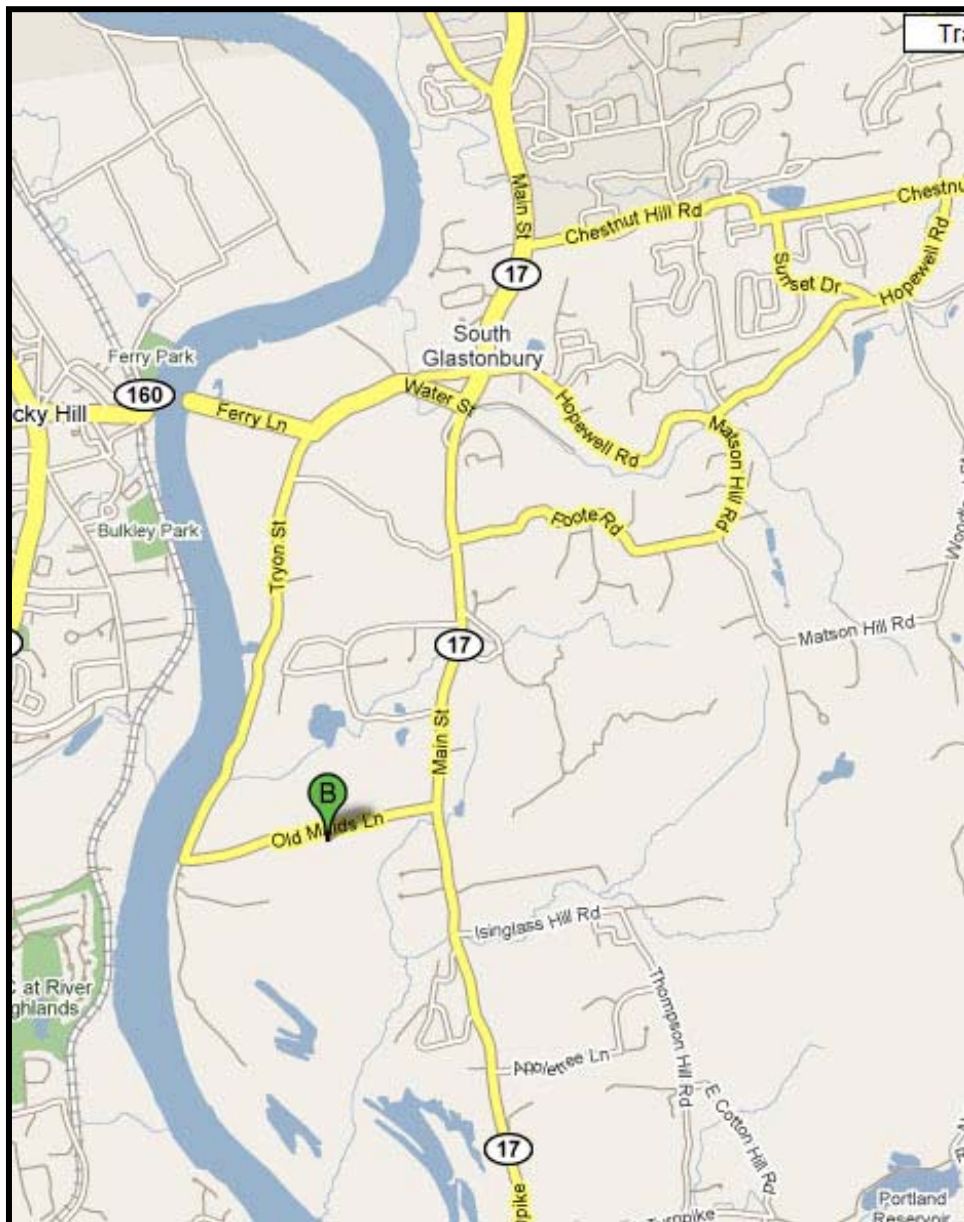 Tra
Chestnu
Main St
Chestnut Hill Rd
Hopewell Rd
Sunset Dr
17
South
Glastonbury
Ferry Park
160
Water St
cky Hill
Ferry Ln
Hopewell Rd
Matson Hill Rd
Foote Rd
Bulkley Park
Tryon St
Matson Hill Rd
17
Main St
B
Old Maids Ln
Isinglass Hill Rd
C at River
ghlands
Thompson Hill Rd
Appletree Ln
E Cotton Hill Rd
17
pike
Turnpike
Portland
Reservoir